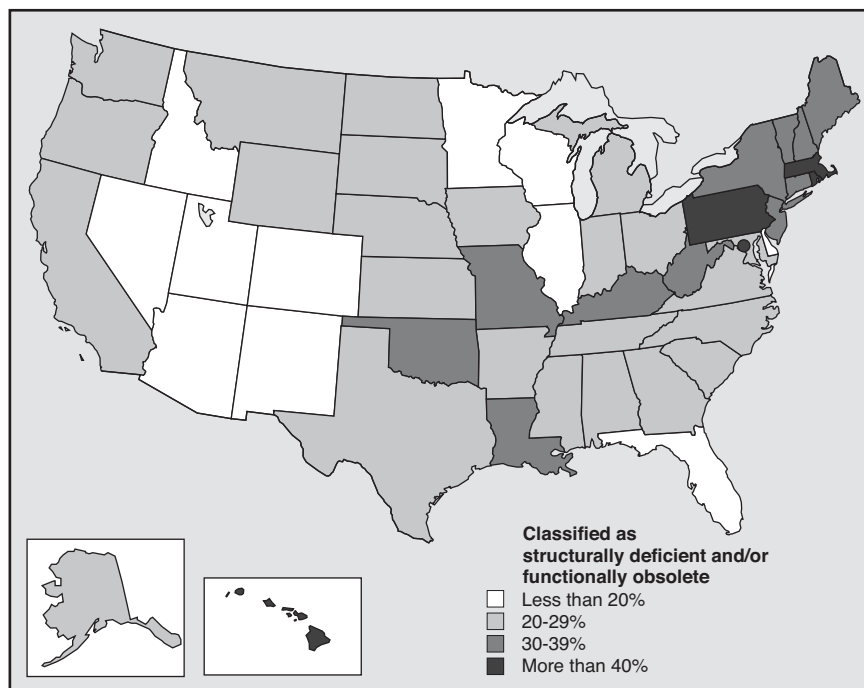 Classified as
structurally deficient and/or
functionally obsolete
Less than 20%
20-29%
30-39%
More than 40%